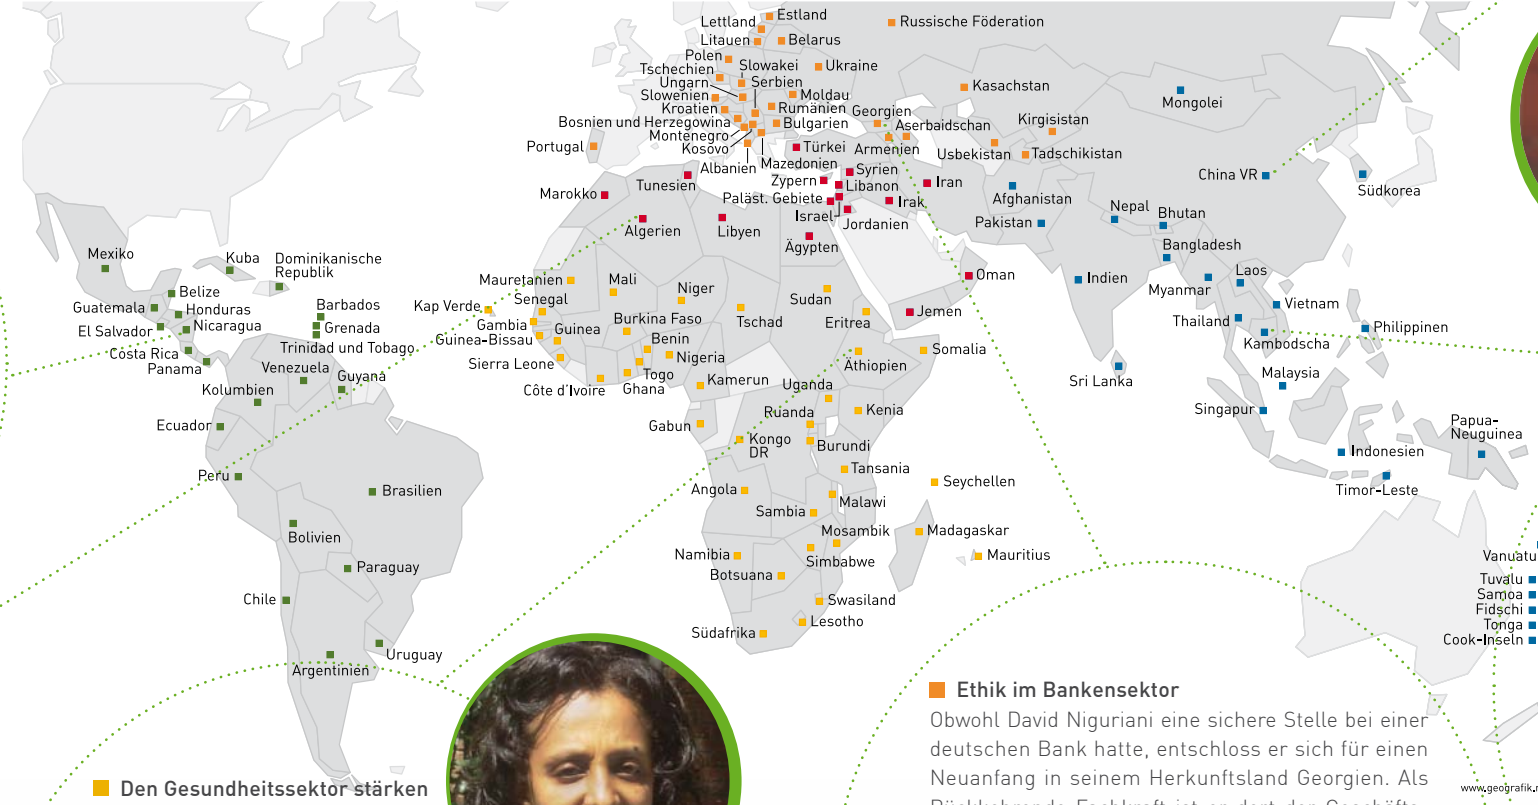 Estland
Lettland
Russische Föderation
Litauen
Belarus
Polen
Slowakei
Ukraine
Tschechien
Ungarn
Serbien
Kasachstan
Slowenien
Moldau
Mongolei
Kroatien
Rumänien
Georgien
Bosnien und Herzegowina
Bulgarien
Aserbaidschan
Kirgisistan
Montenegro
Portugal
Kosovo
Türkei
Armenien
Usbekistan
Tadschikistan
Albanien
Mazedonien
Syrien
China VR
Zypern
Tunesien
Libanon
Iran
Südkorea
Marokko
Paläst. Gebiete
Irak
Afghanistan
Nepal
Bhutan
Israel
Jordanien
Pakistan
Algerien
Libyen
Ägypten
Bangladesh
Mexiko
Kuba
Dominikanische
Republik
Mauretanien
Mali
Niger
Oman
Indien
Laos
Myanmar
Belize
Senegal
Sudan
Guatemala
Honduras
Barbados
Kap Verde
Jemen
Vietnam
El Salvador
Nicaragua
Grenada
Gambia
Guinea
Burkina Faso
Tschad
Eritrea
Thailand
Philippinen
Trinidad und Tobago
Guinea-Bissau
Benin
Kambodscha
Costa Rica
Panama
Venezuela
Guyana
Sierra Leone
Togo
Nigeria
Somalia
Äthiopien
Sri Lanka
Malaysia
Kolumbien
Côte d'Ivoire
Ghana
Kamerun
Uganda
Ecuador
Gabun
Ruanda
Kenia
Singapur
Papua-
Neuguinea
Kongo
DR
Burundi
Indonesien
Peru
Tansania
Brasilien
Angola
Malawi
Seychellen
Timor-Leste
Sambia
Bolivien
Mosambik
Madagaskar
Namibia
Simbabwe
Mauritius
Vanuatu
Paraguay
Botsuana
Tuvalu
Chile
Swasiland
Samoa
Fidschi
Lesotho
Südafrika
Tonga
Cook-Inseln
Uruguay
Argentinien
Ethik im Bankensektor
Obwohl David Niguriani eine sichere Stelle bei einer
deutschen Bank hatte, entschloss er sich für einen
Neuanfang in seinem Herkunftsland Georgien. Als
Den Gesundheitssektor stärken
www.geografik.